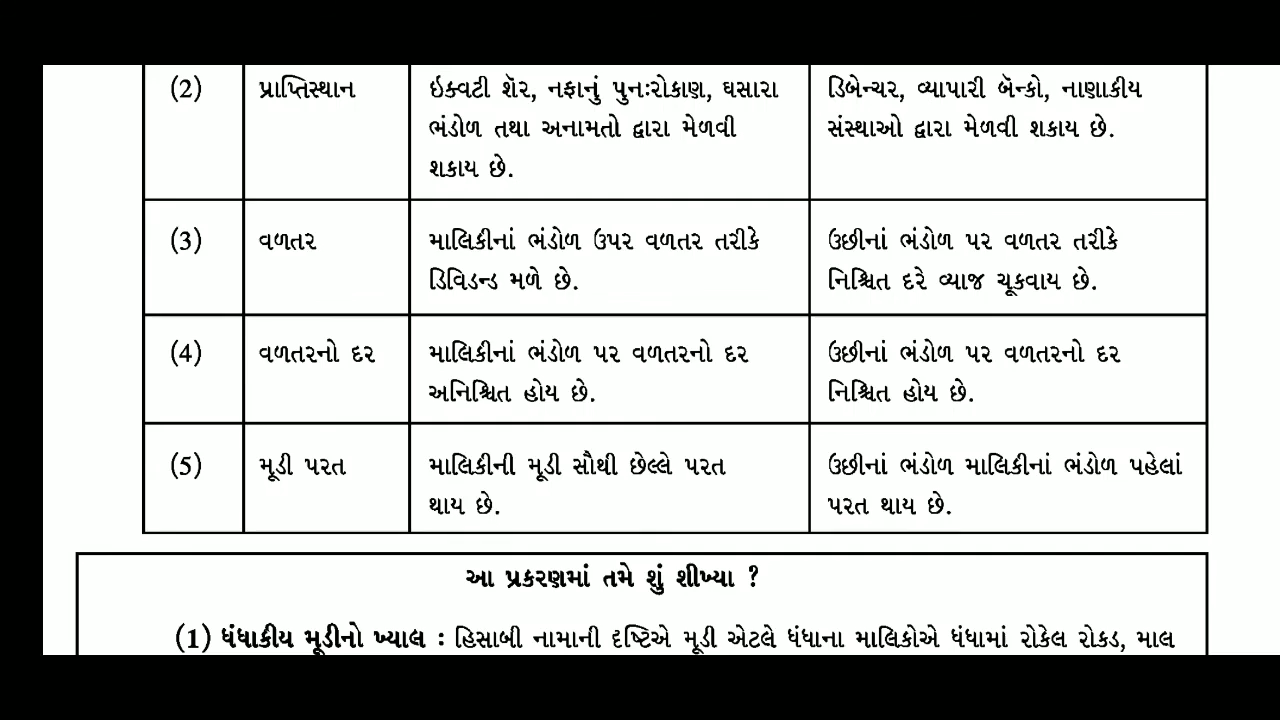 (2) પ્રાપ્તિસ્થાન ઇક્વિટી શૅર, નફાનું પુનઃરોકાણ, ઘસારા ડિબેન્ચર, વ્યાપારી બૅન્કો, નાણાકીય
ભંડોળ તથા અનામતો દ્વારા મેળવી સંસ્થાઓ દ્વારા મેળવી શકાય છે.
શકાય છે.
(3) વળતર માલિકીનાં ભંડોળ ઉપર વળતર તરીકે ઉછીનાં ભંડોળ પર વળતર તરીકે
ડિવિડન્ડ મળે છે. નિશ્ચિત દરે વ્યાજ ચૂકવાય છે.
(4) વળતરનો દર માલિકીનાં ભંડોળ પર વળતરનો દર ઉછીનાં ભંડોળ પર વળતરનો દર
અનિશ્ચિત હોય છે. નિશ્ચિત હોય છે.
(5) મૂડી પરત માલિકીની મૂડી સૌથી છેલ્લે પરત ઉછીનાં ભંડોળ માલિકીનાં ભંડોળ પહેલાં
થાય છે. પરત થાય છે.
આ પ્રકરણમાં તમે શું શીખ્યા ?
(1) ધંધાકીય મૂડીનો ખ્યાલ : હિસાબી નામાની દૃષ્ટિએ મૂડી એટલે ધંધાના માલિકોએ ધંધામાં રોકેલ રોકડ, માલ